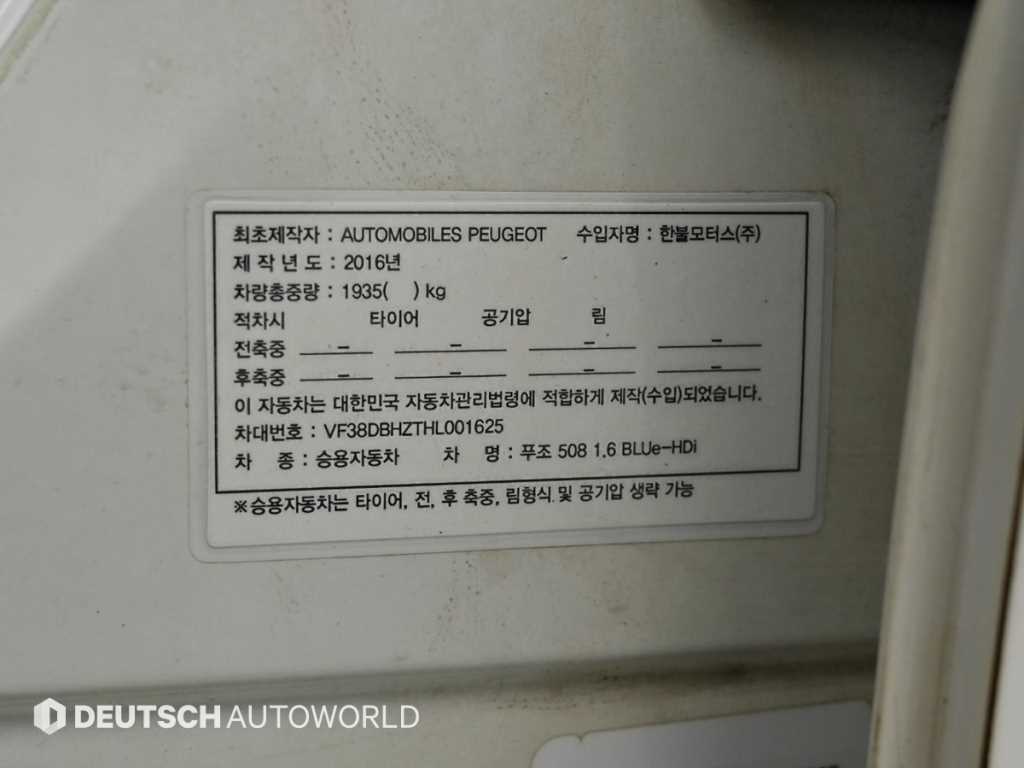 최초제작자 : AUTOMOBILES PEUGEOT 수입자명 : 한불모터스(주)
제 작 년 도 : 2016년
차량총중량 : 1935( ) kg
적차시 타이어 공기압 림
전축중 – – – –
후축중 – – – –
이 자동차는 대한민국 자동차관리법령에 적합하게 제작(수입)되었습니다.
차대번호 : VF38DBHZTHL001625
차 종 : 승용자동차 차 명 : 푸조 508 1.6 BLUe-HDi
※승용자동차는 타이어, 전, 후 축중, 림형식 및 공기압 생략 가능
DEUTSCH AUTOWORLD